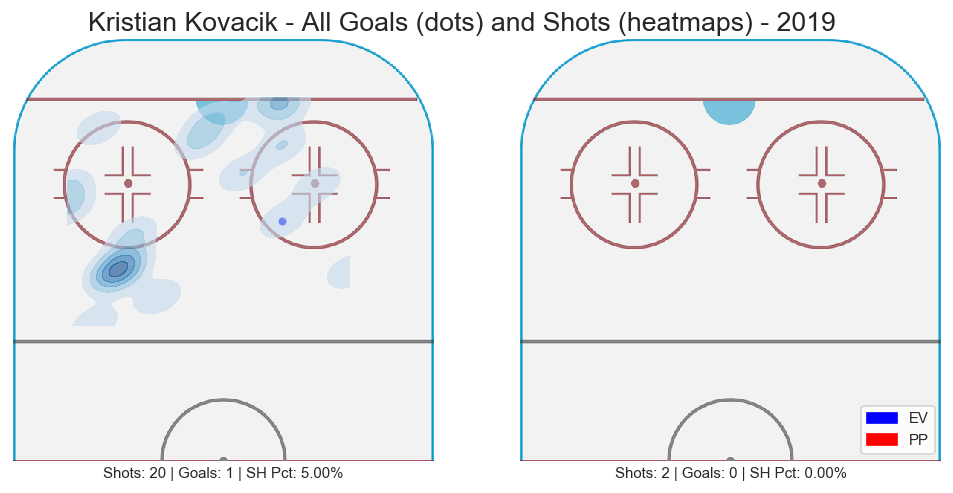 Kristian Kovacik - All Goals (dots) and Shots (heatmaps) - 2019
EV
PP
Shots: 20 | Goals: 1 | SH Pct: 5.00%
Shots: 2 | Goals: 0 | SH Pct: 0.00%